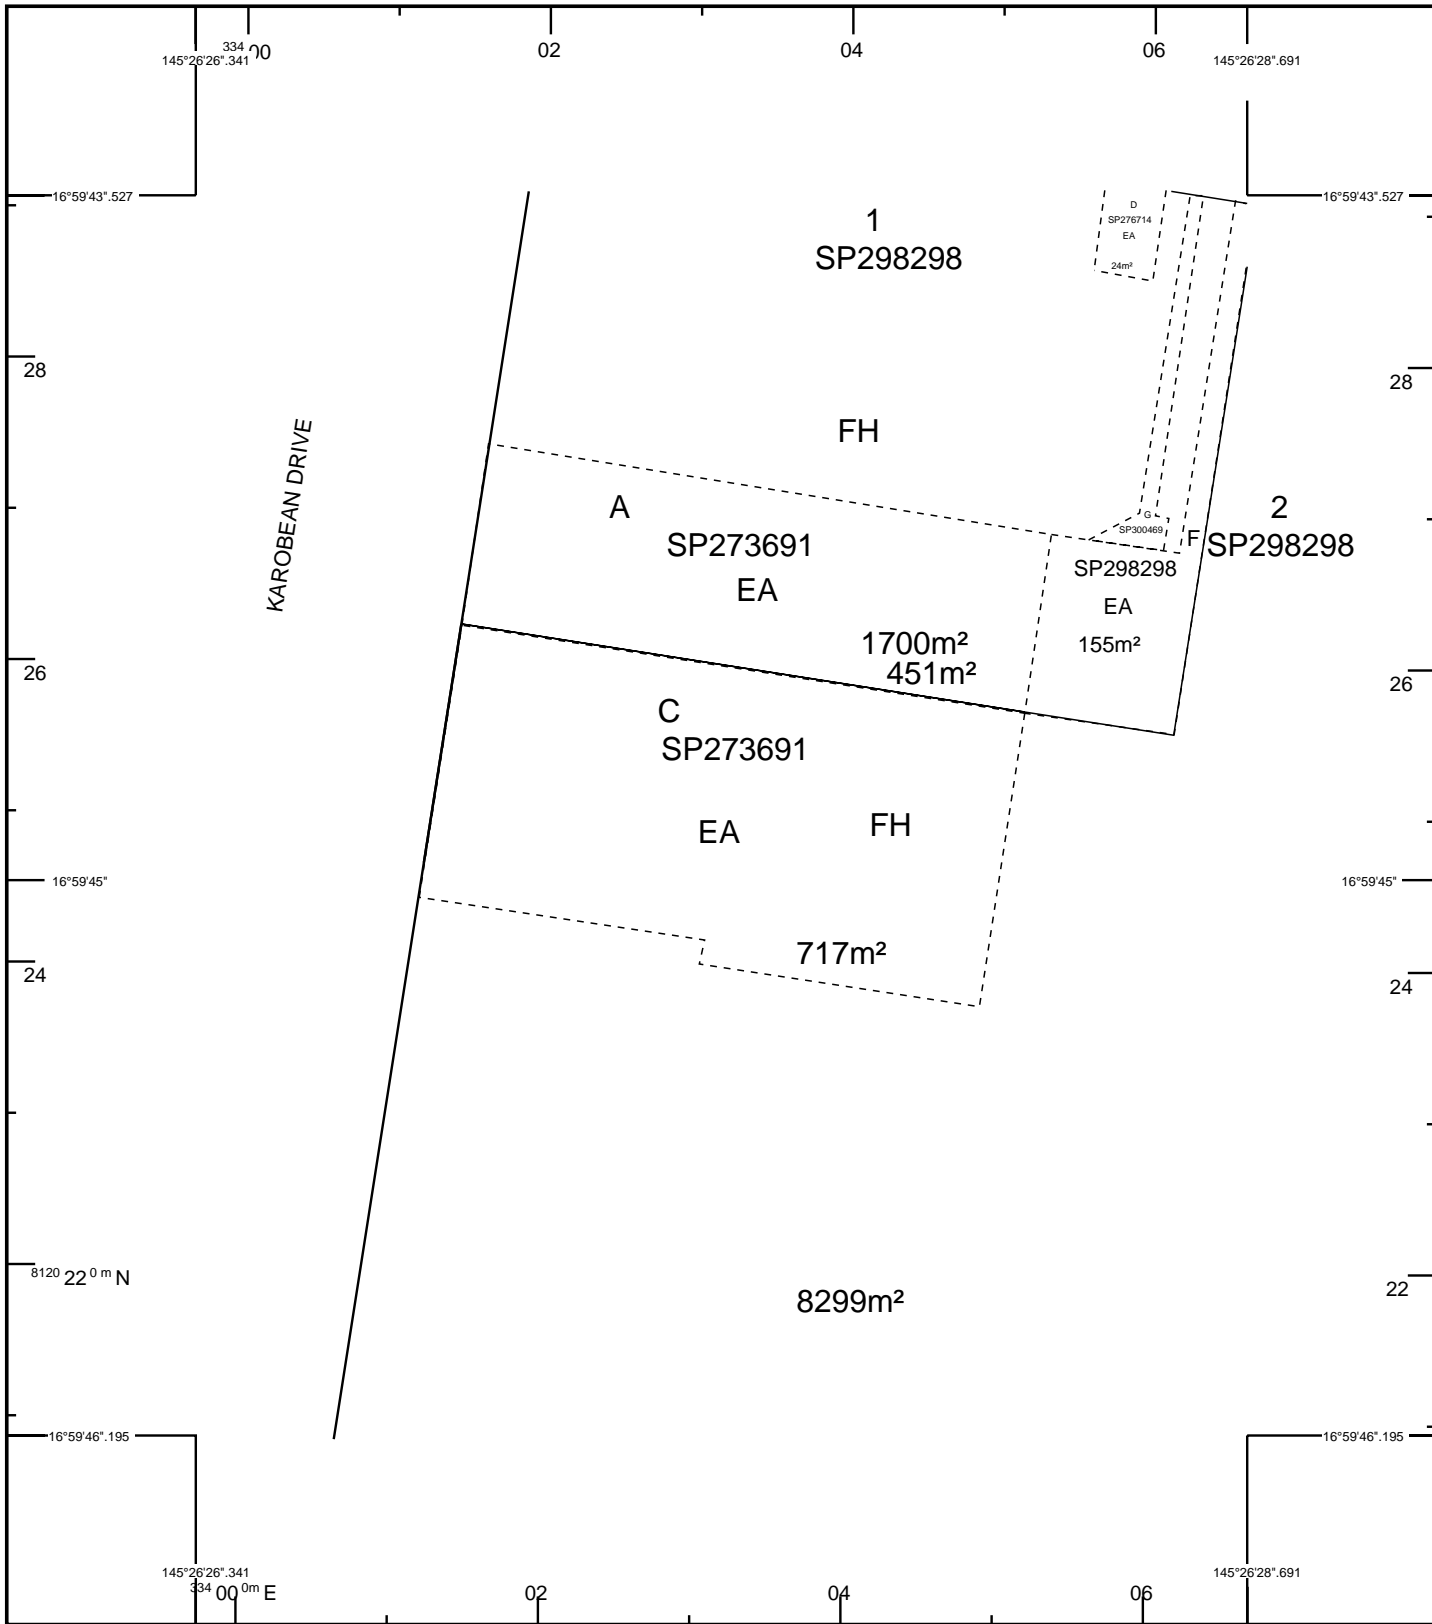 334 00 02 04 06
145°26'26".341 145°26'28".691
16°59'43".527 16°59'43".527
D
SP276714
EA
24m²
1
SP298298
28 28
FH
KAROBEAN DRIVE
A
SP273691
EA
1700m²
451m²
G
SP300469
F
SP298298
EA
155m²
2
SP298298
26 26
C
SP273691
EA FH
717m²
16°59'45" 16°59'45"
24 24
8120 22 0 m N 22
8299m²
16°59'46".195 16°59'46".195
145°26'26".341 145°26'28".691
334 00 0m E 02 04 06